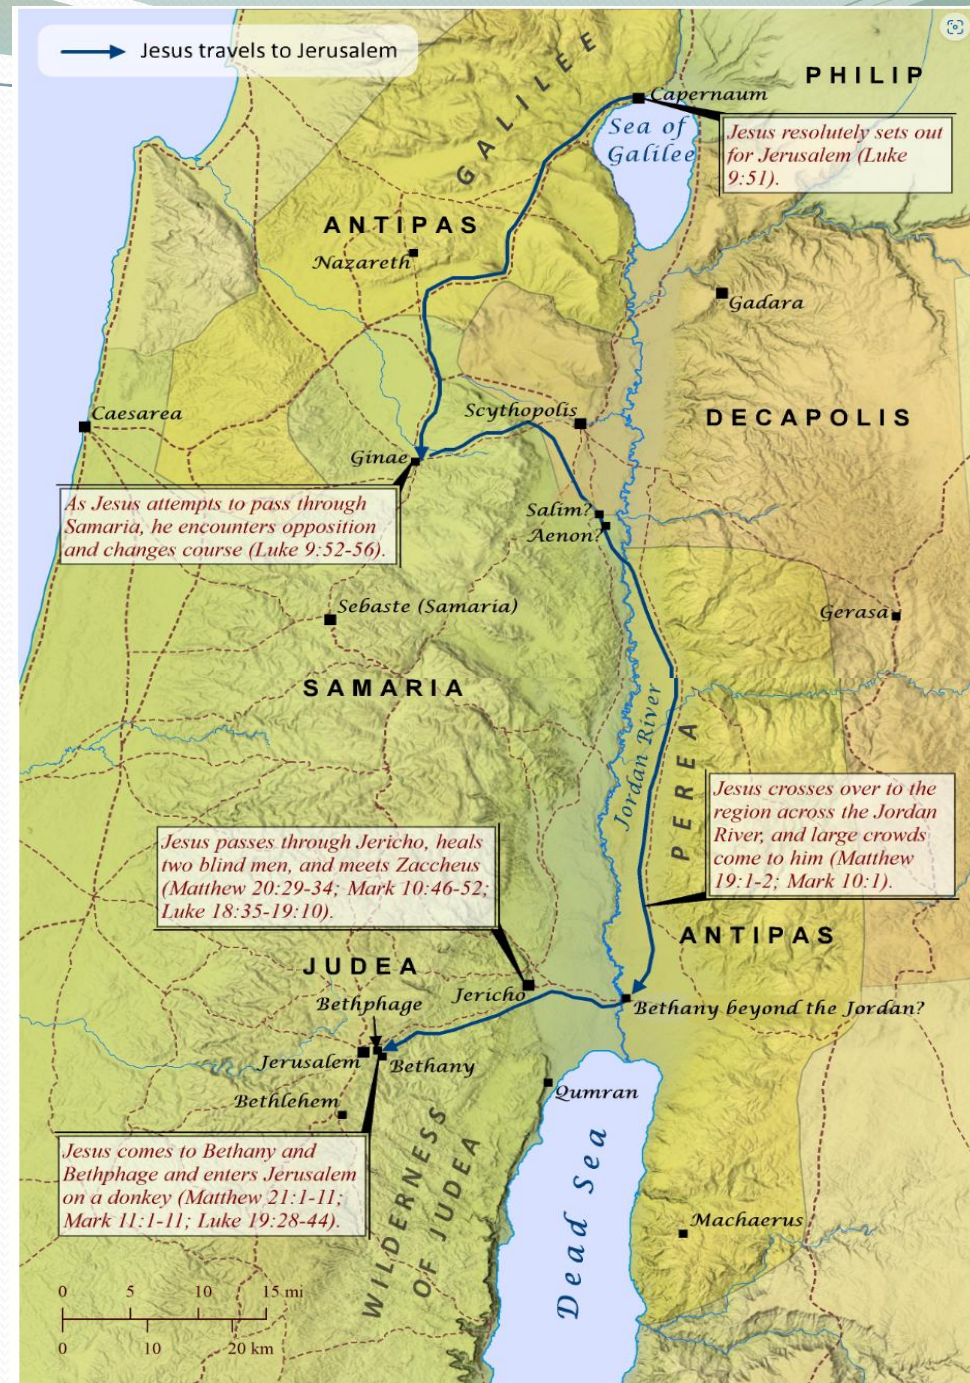 Jesus travels to Jerusalem
GALILEE
PHILIP
Capernaum
Sea of
Galilee
Jesus resolutely sets out
for Jerusalem (Luke
9:51).
ANTIPAS
Nazareth
Gadara
Caesarea
Scythopolis
DECAPOLIS
Ginae
As Jesus attempts to pass through
Samaria, he encounters opposition
and changes course (Luke 9:52-56).
Salim?
Aenon?
Sebaste (Samaria)
Gerasa
SAMARIA
Jordan River
PEREA
Jesus crosses over to the
region across the Jordan
River, and large crowds
come to him (Matthew
19:1-2; Mark 10:1).
Jesus passes through Jericho, heals
two blind men, and meets Zaccheus
(Matthew 20:29-34; Mark 10:46-52;
Luke 18:35-19:10).
ANTIPAS
JUDEA
Jericho
Bethany beyond the Jordan?
Bethphage
Jerusalem
Bethany
Qumran
Bethlehem
Jesus comes to Bethany and
Bethphage and enters Jerusalem
on a donkey (Matthew 21:1-11;
Mark 11:1-11; Luke 19:28-44).
WILDERNESS
OF JUDEA
Dead Sea
Machaerus
0 5 10 15 mi
0 10 20 km